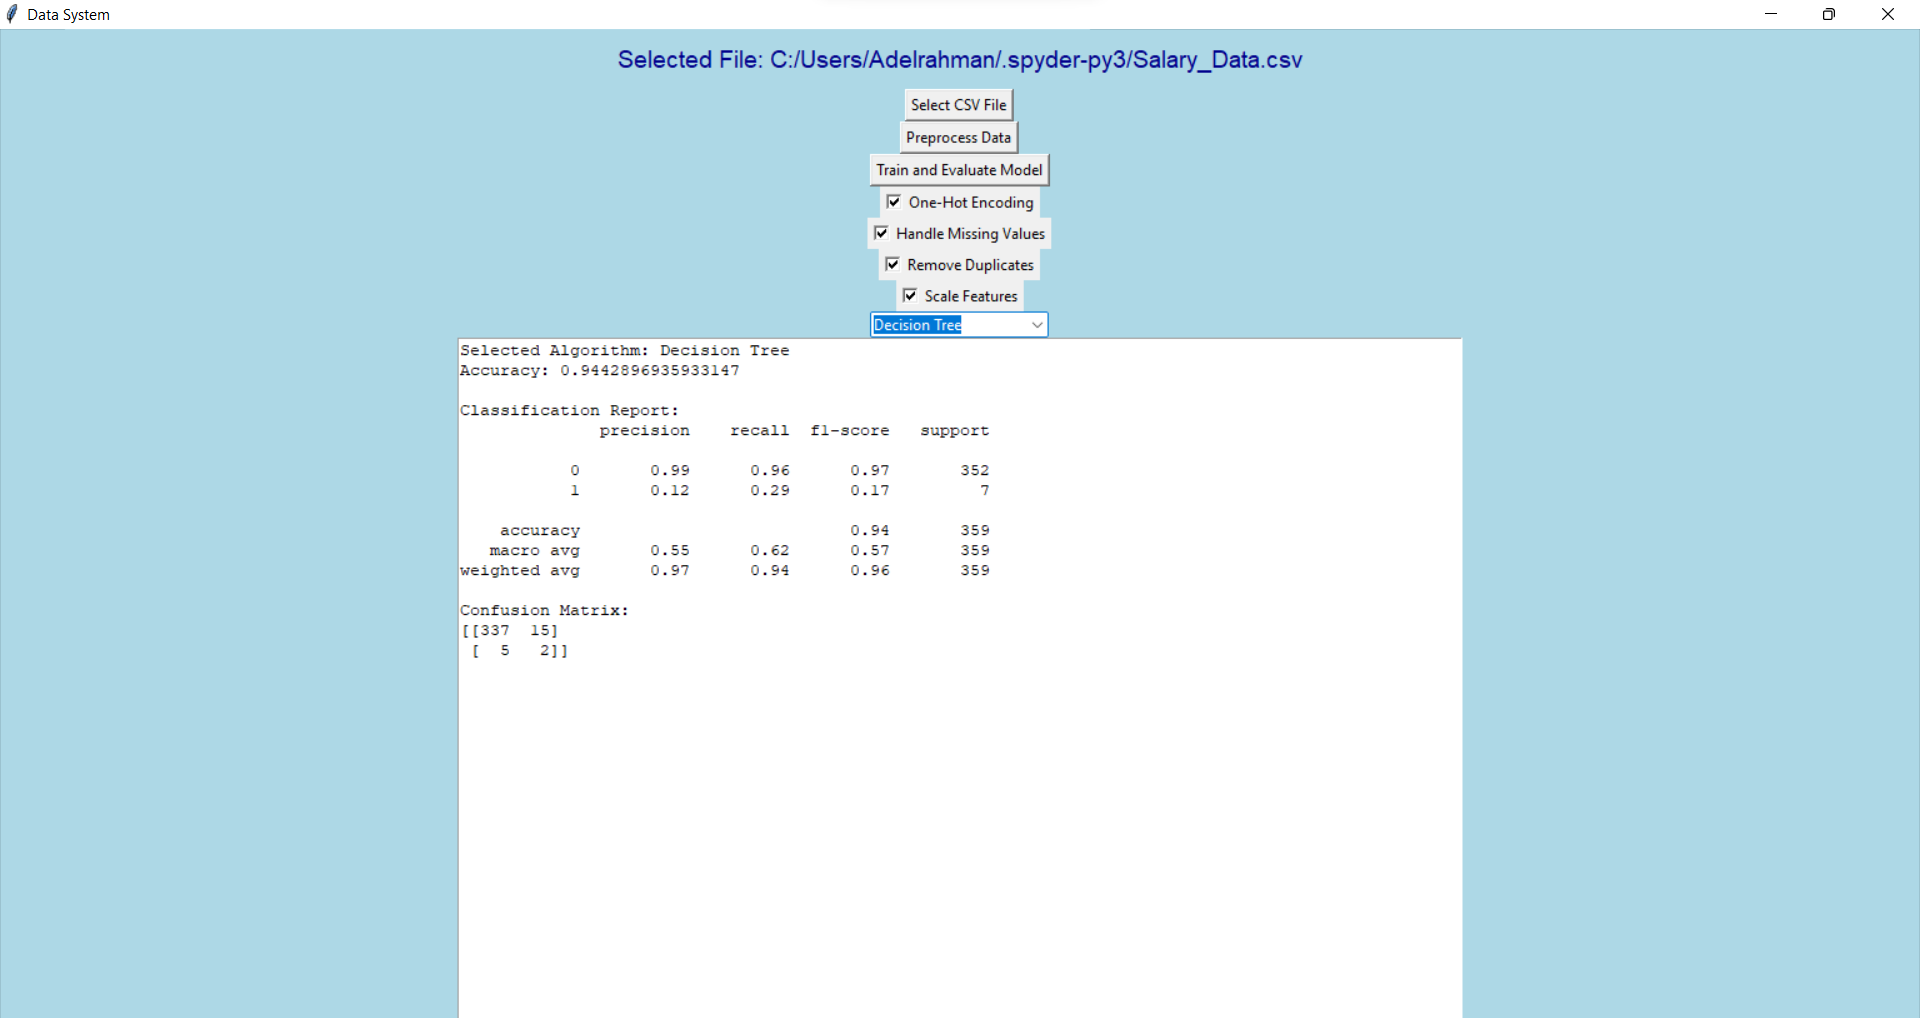 Data System
Selected File: C:/Users/Adelrahman/.spyder-py3/Salary_Data.csv
Select CSV File
Preprocess Data
Train and Evaluate Model
One-Hot Encoding
Handle Missing Values
Remove Duplicates
Scale Features
Decision Tree
Selected Algorithm: Decision Tree
Accuracy: 0.9442896935933147
Classification Report:
precision recall f1-score support
0 0.99 0.96 0.97 352
1 0.12 0.29 0.17 7
accuracy 0.94 359
macro avg 0.55 0.62 0.57 359
weighted avg 0.97 0.94 0.96 359
Confusion Matrix:
[[337 15]
[ 5 2]]